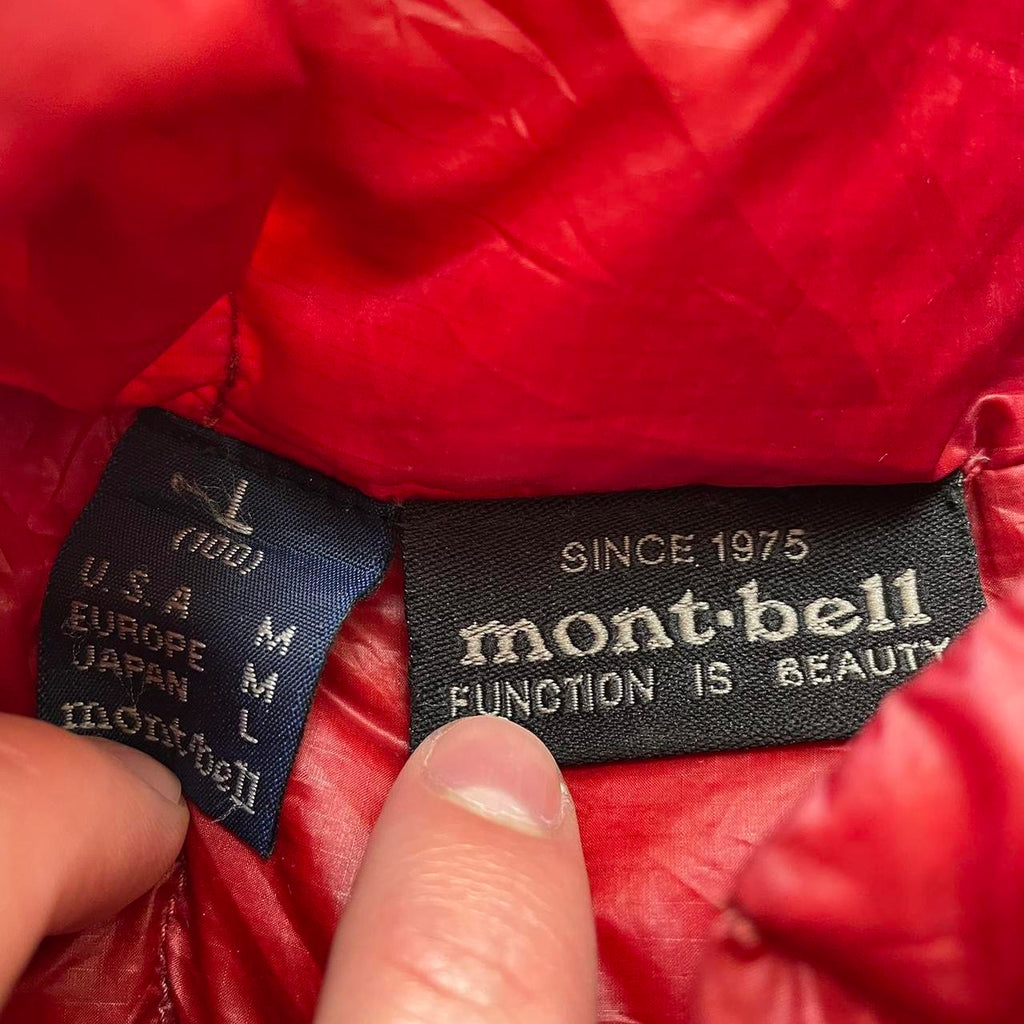 L
(100)
U.S.A M
EUROPE M
JAPAN L
mont·bell
SINCE 1975
mont·bell
FUNCTION IS BEAUTY